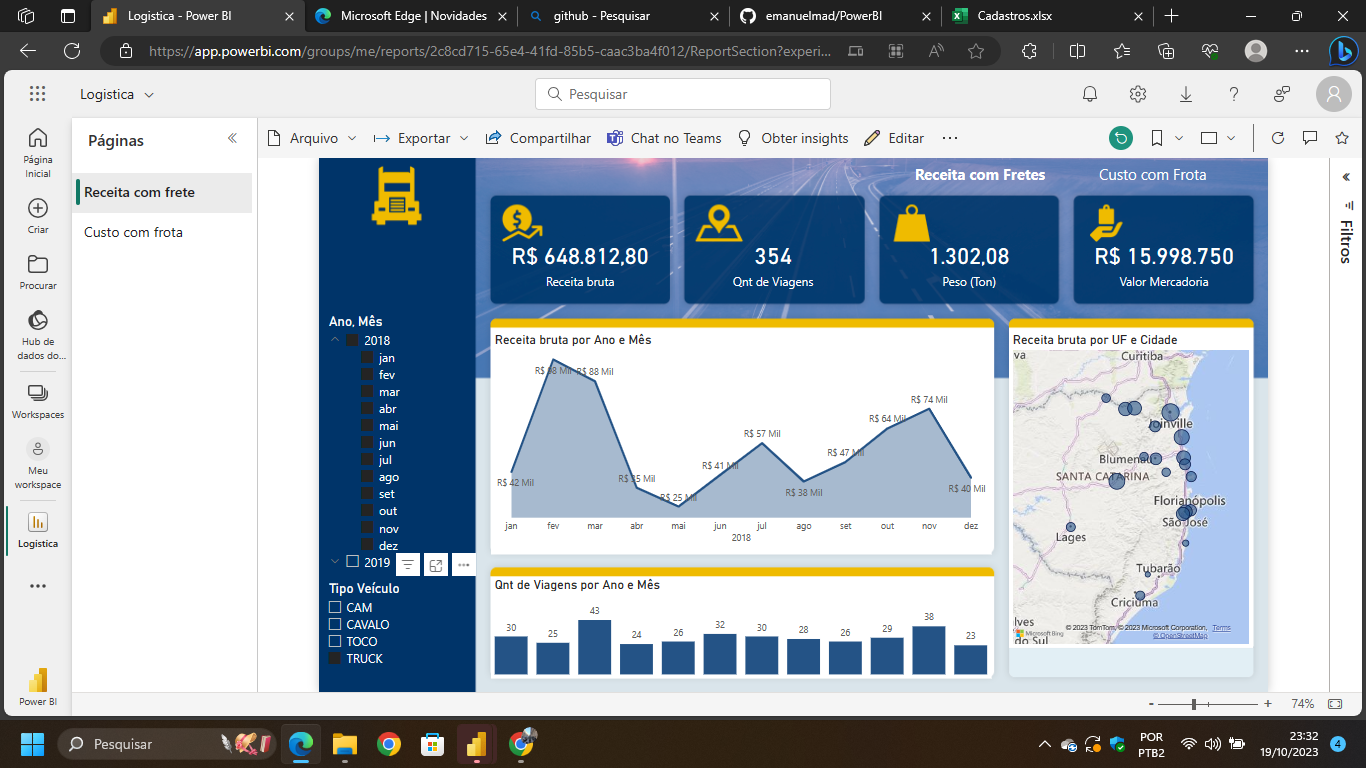 Logistica - Power BI
Microsoft Edge | Novidades
github - Pesquisar
emanuelmad/PowerBI
Cadastros.xlsx
https://app.powerbi.com/groups/me/reports/2c8cd715-65e4-41fd-85b5-caac3ba4f012/ReportSection?experi...
Logistica
Pesquisar
Página
Inicial
Criar
Procurar
Hub de
dados do...
Workspaces
Meu
workspace
Logistica
Power BI
Páginas
Receita com frete
Custo com frota
Arquivo
Exportar
Compartilhar
Chat no Teams
Obter insights
Editar
Receita com Fretes
Custo com Frota
R$ 648.812,80
Receita bruta
354
Qnt de Viagens
1.302,08
Peso (Ton)
R$ 15.998.750
Valor Mercadoria
Filtros
Ano, Mês
2018
jan
fev
mar
abr
mai
jun
jul
ago
set
out
nov
dez
2019
Tipo Veículo
CAM
CAVALO
TOCO
TRUCK
Receita bruta por Ano e Mês
R$ 42 Mil
R$ 98 Mil
R$ 88 Mil
R$ 35 Mil
R$ 25 Mil
R$ 41 Mil
R$ 57 Mil
R$ 38 Mil
R$ 47 Mil
R$ 64 Mil
R$ 74 Mil
R$ 40 Mil
jan fev mar abr mai jun jul ago set out nov dez
2018
Qnt de Viagens por Ano e Mês
30 25 43 24 26 32 30 28 26 29 38 23
Receita bruta por UF e Cidade
va
Curitiba
Joinville
Blumenau
SANTA CATARINA
Florianópolis
São José
Lages
Tubarão
Criciúma
lves
do Sul
Microsoft Bing
© 2023 TomTom, © 2023 Microsoft Corporation, Terms
© OpenStreetMap
- + 74%
Pesquisar
POR
PTB2
23:32
19/10/2023
4